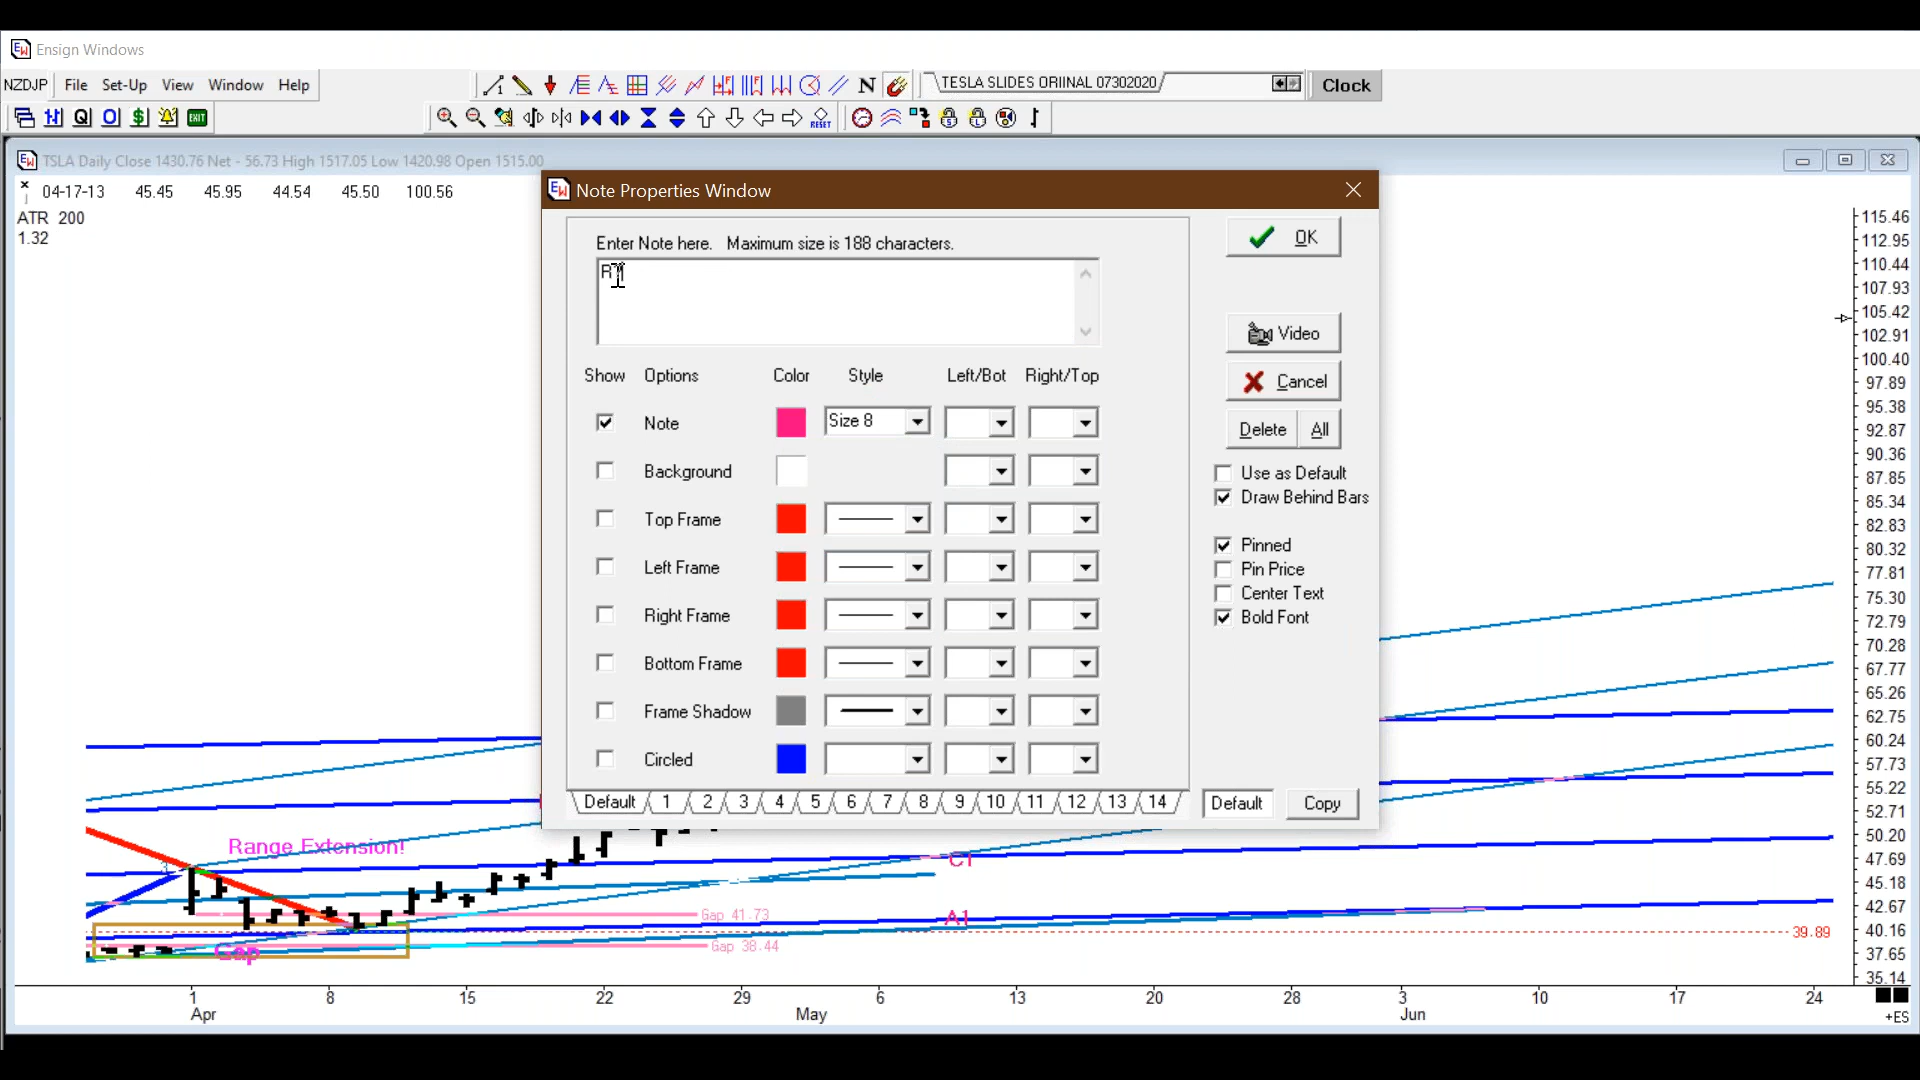 Ensign Windows
NZDJP File Set-Up View Window Help
N TESLA SLIDES ORIINAL 07302020 Clock
Q O $ EXIT RESET
TSLA Daily Close 1430.76 Net - 56.73 High 1517.05 Low 1420.98 Open 1515.00
04-17-13 45.45 45.95 44.54 45.50 100.56
ATR 200
1.32
Note Properties Window
Enter Note here. Maximum size is 188 characters.
OK
Video
Cancel
Delete All
Show Options Color Style Left/Bot Right/Top
Note Size 8
Background
Top Frame
Left Frame
Right Frame
Bottom Frame
Frame Shadow
Circled
Use as Default
Draw Behind Bars
Pinned
Pin Price
Center Text
Bold Font
Default 1 2 3 4 5 6 7 8 9 10 11 12 13 14
Default Copy
Range Extension!
C1
Gap 41.73
A1
Gap 38.44
Gap
39.89
115.46
112.95
110.44
107.93
105.42
102.91
100.40
97.89
95.38
92.87
90.36
87.85
85.34
82.83
80.32
77.81
75.30
72.79
70.28
67.77
65.26
62.75
60.24
57.73
55.22
52.71
50.20
47.69
45.18
42.67
40.16
37.65
35.14
1 8 15 22 29 6 13 20 28 3 10 17 24
Apr May Jun
+ES